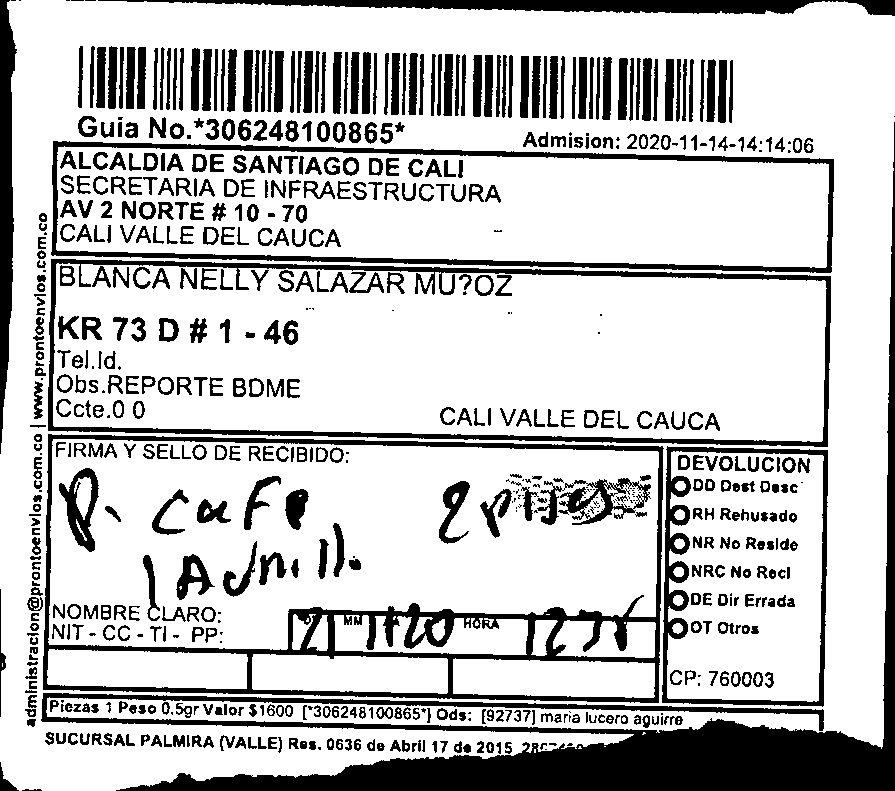 Guia No.*306248100865*
Admision: 2020-11-14-14:14:06
ALCALDIA DE SANTIAGO DE CALI
SECRETARIA DE INFRAESTRUCTURA
AV 2 NORTE # 10 - 70
CALI VALLE DEL CAUCA
BLANCA NELLY SALAZAR MU?OZ
KR 73 D # 1 - 46
Tel.Id.
Obs.REPORTE BDME
Ccte.0 0
CALI VALLE DEL CAUCA
administracion@prontoenvios.com.co | www.prontoenvios.com.co
FIRMA Y SELLO DE RECIBIDO:
P. Cafe 2 pisos
NOMBRE CLARO:
NIT - CC - TI - PP:
MM
HORA
DEVOLUCION
DD Dest Desc
RH Rehusado
NR No Reside
NRC No Recl
DE Dir Errada
OT Otros
CP: 760003
Piezas 1 Peso 0.5gr Valor $1600 [*306248100865*] Ods: [92737] maria lucero aguirre
SUCURSAL PALMIRA (VALLE) Res. 0636 de Abril 17 de 2015